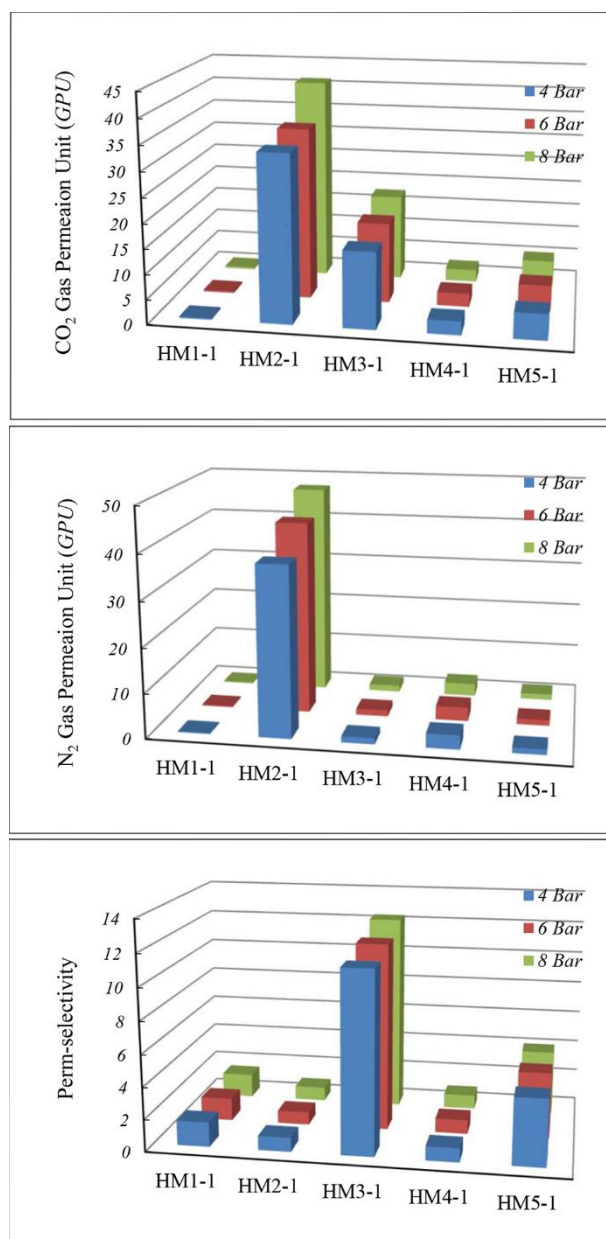 CO₂ Gas Permeaion Unit (GPU)
45
40
35
30
25
20
15
10
5
0
4 Bar
6 Bar
8 Bar
HM1-1 HM2-1 HM3-1 HM4-1 HM5-1
N₂ Gas Permeaion Unit (GPU)
50
40
30
20
10
0
4 Bar
6 Bar
8 Bar
HM1-1 HM2-1 HM3-1 HM4-1 HM5-1
Perm-selectivity
14
12
10
8
6
4
2
0
4 Bar
6 Bar
8 Bar
HM1-1 HM2-1 HM3-1 HM4-1 HM5-1